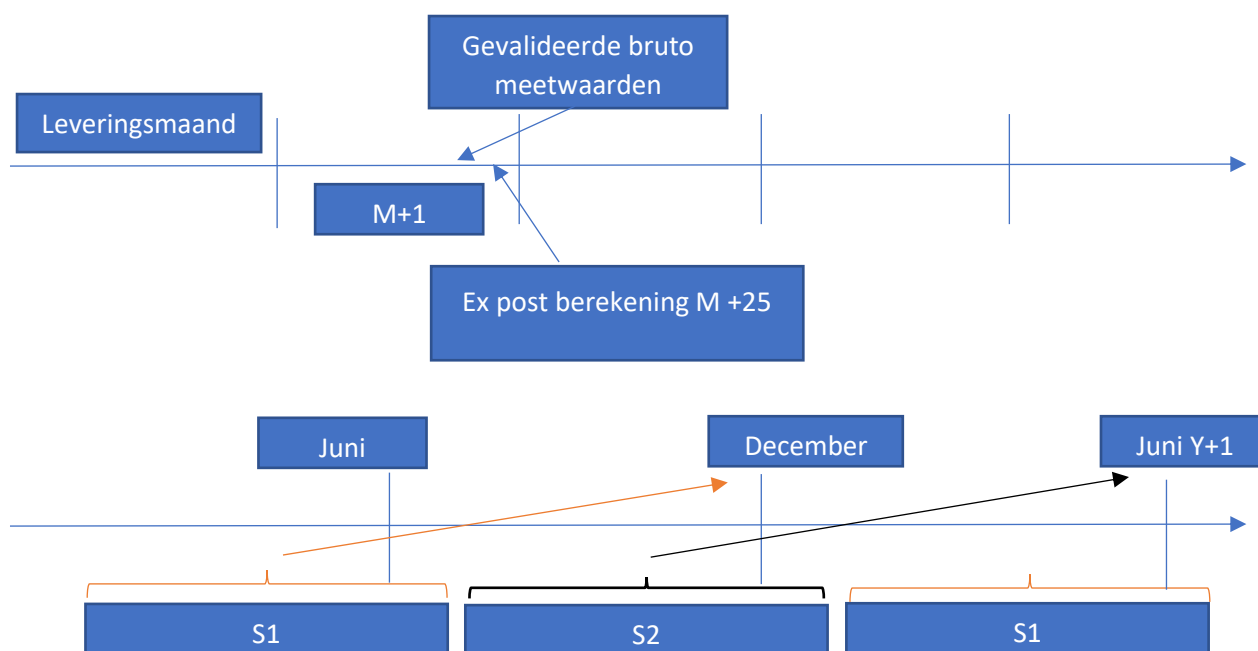 Gevalideerde bruto
meetwaarden
Leveringsmaand
M+1
Ex post berekening M +25
Juni
December
Juni Y+1
S1
S2
S1